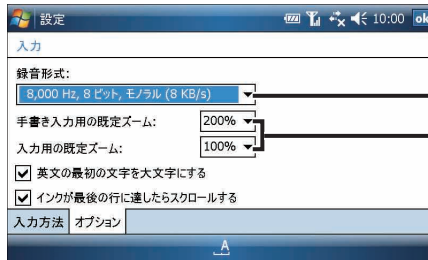 設定 10:00 ok
入力
録音形式:
8,000 Hz, 8 ビット, モノラル (8 KB/s)
手書き入力用の既定ズーム: 200%
入力用の既定ズーム: 100%
英文の最初の文字を大文字にする
インクが最後の行に達したらスクロールする
入力方法 オプション
A